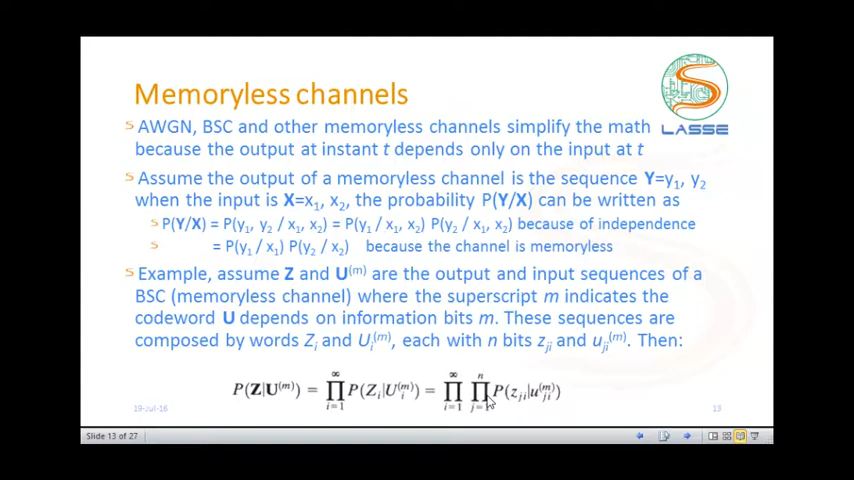 Memoryless channels
LASSE
AWGN, BSC and other memoryless channels simplify the math
because the output at instant t depends only on the input at t
Assume the output of a memoryless channel is the sequence Y=y₁, y₂
when the input is X=x₁, x₂, the probability P(Y/X) can be written as
P(Y/X) = P(y₁, y₂ / x₁, x₂) = P(y₁ / x₁, x₂) P(y₂ / x₁, x₂) because of independence
= P(y₁ / x₁) P(y₂ / x₂) because the channel is memoryless
Example, assume Z and U⁽ᵐ⁾ are the output and input sequences of a
BSC (memoryless channel) where the superscript m indicates the
codeword U depends on information bits m. These sequences are
composed by words Zᵢ and Uᵢ⁽ᵐ⁾, each with n bits zⱼᵢ and uⱼᵢ⁽ᵐ⁾. Then:
P(Z|U⁽ᵐ⁾) = ∏_{i=1}^{∞} P(Zᵢ|Uᵢ⁽ᵐ⁾) = ∏_{i=1}^{∞} ∏_{j=1}^{n} P(zⱼᵢ|uⱼᵢ⁽ᵐ⁾)
19-Jul-16
13
Slide 13 of 27